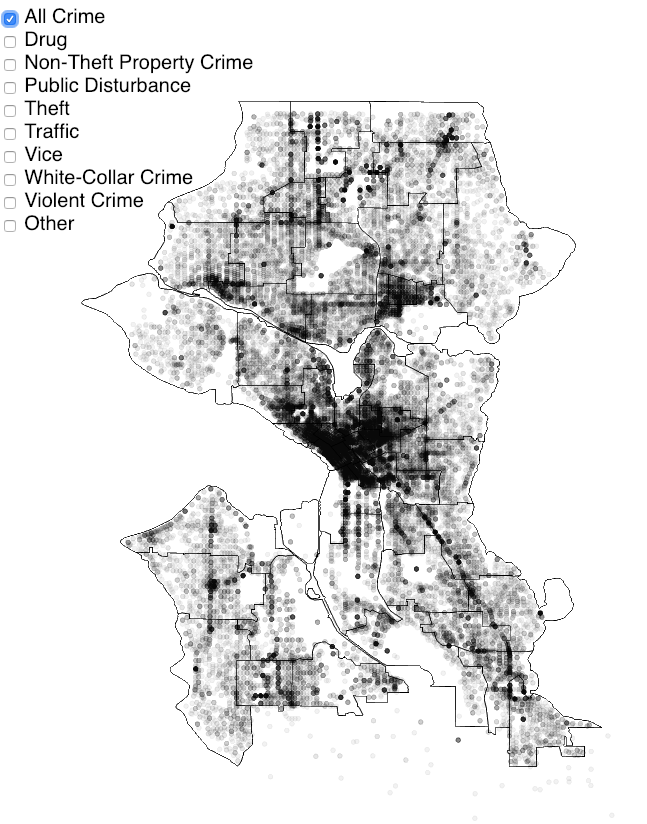 All Crime
Drug
Non-Theft Property Crime
Public Disturbance
Theft
Traffic
Vice
White-Collar Crime
Violent Crime
Other